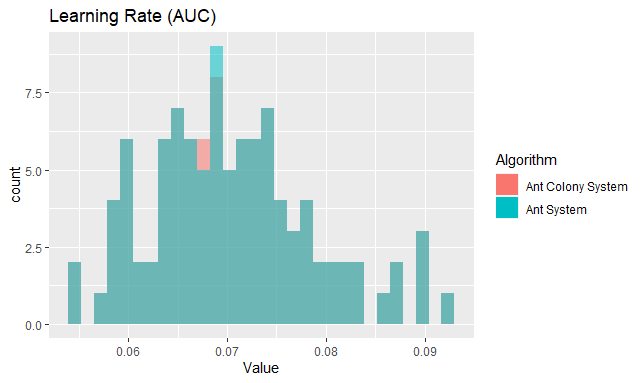 Learning Rate (AUC)
7.5
5.0
2.5
0.0
count
0.06 0.07 0.08 0.09
Value
Algorithm
Ant Colony System
Ant System